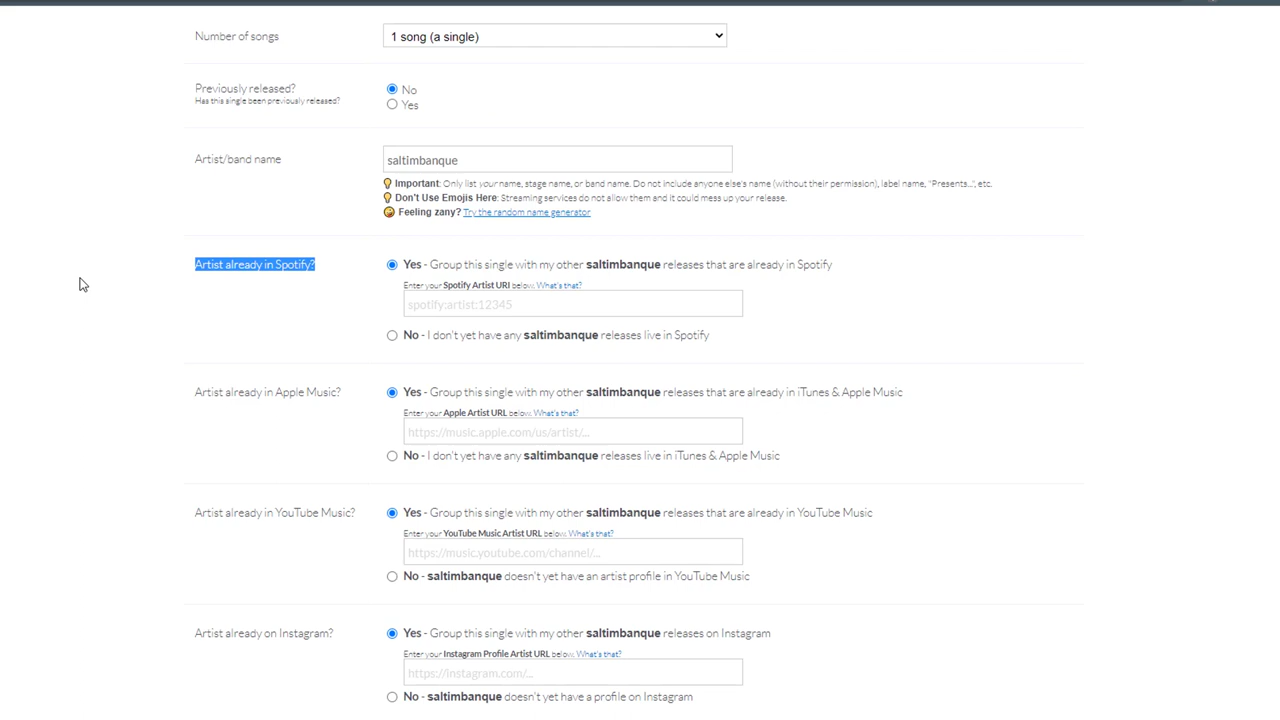 Number of songs
1 song (a single)
Previously released?
Has this single been previously released?
No
Yes
Artist/band name
saltimbanque
Important: Only list your name, stage name, or band name. Do not include anyone else's name (without their permission), label name, "Presents...", etc.
Don't Use Emojis Here: Streaming services do not allow them and it could mess up your release.
Feeling zany? Try the random name generator
Artist already in Spotify?
Yes - Group this single with my other saltimbanque releases that are already in Spotify
Enter your Spotify Artist URI below. What's that?
spotify:artist:12345
No - I don't yet have any saltimbanque releases live in Spotify
Artist already in Apple Music?
Yes - Group this single with my other saltimbanque releases that are already in iTunes & Apple Music
Enter your Apple Artist URL below. What's that?
https://music.apple.com/us/artist/...
No - I don't yet have any saltimbanque releases live in iTunes & Apple Music
Artist already in YouTube Music?
Yes - Group this single with my other saltimbanque releases that are already in YouTube Music
Enter your YouTube Music Artist URL below. What's that?
https://music.youtube.com/channel/...
No - saltimbanque doesn't yet have an artist profile in YouTube Music
Artist already on Instagram?
Yes - Group this single with my other saltimbanque releases on Instagram
Enter your Instagram Profile Artist URL below. What's that?
https://instagram.com/...
No - saltimbanque doesn't yet have a profile on Instagram